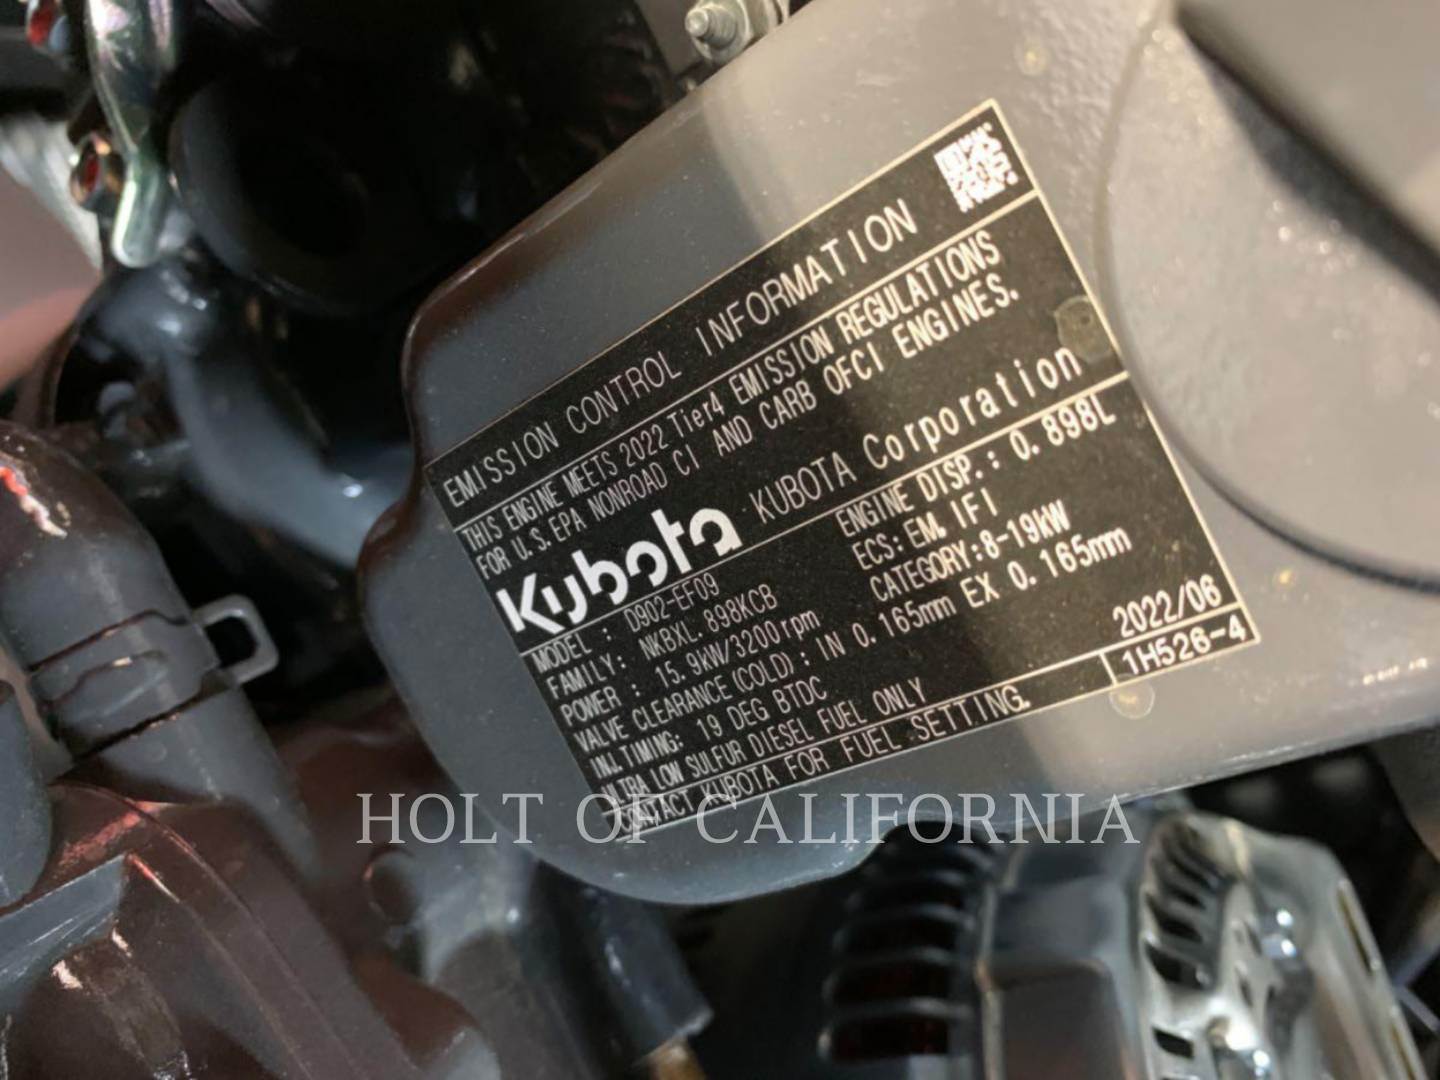 EMISSION CONTROL INFORMATION
THIS ENGINE MEETS 2022 Tier4 EMISSION REGULATIONS
FOR U.S. EPA NONROAD CI AND CARB OFCI ENGINES.
Kubota KUBOTA Corporation
MODEL : D902-EF09 ENGINE DISP.: 0.898L
FAMILY: NKBXL.898KCB ECS: EM, IFI
POWER : 15.9kW/3200rpm CATEGORY:8-19kW
VALVE CLEARANCE(COLD): IN 0.165mm EX 0.165mm
INJ.TIMING: 19 DEG BTDC
ULTRA LOW SULFUR DIESEL FUEL ONLY 2022/06
CONTACT KUBOTA FOR FUEL SETTING. 1H526-4
HOLT OF CALIFORNIA